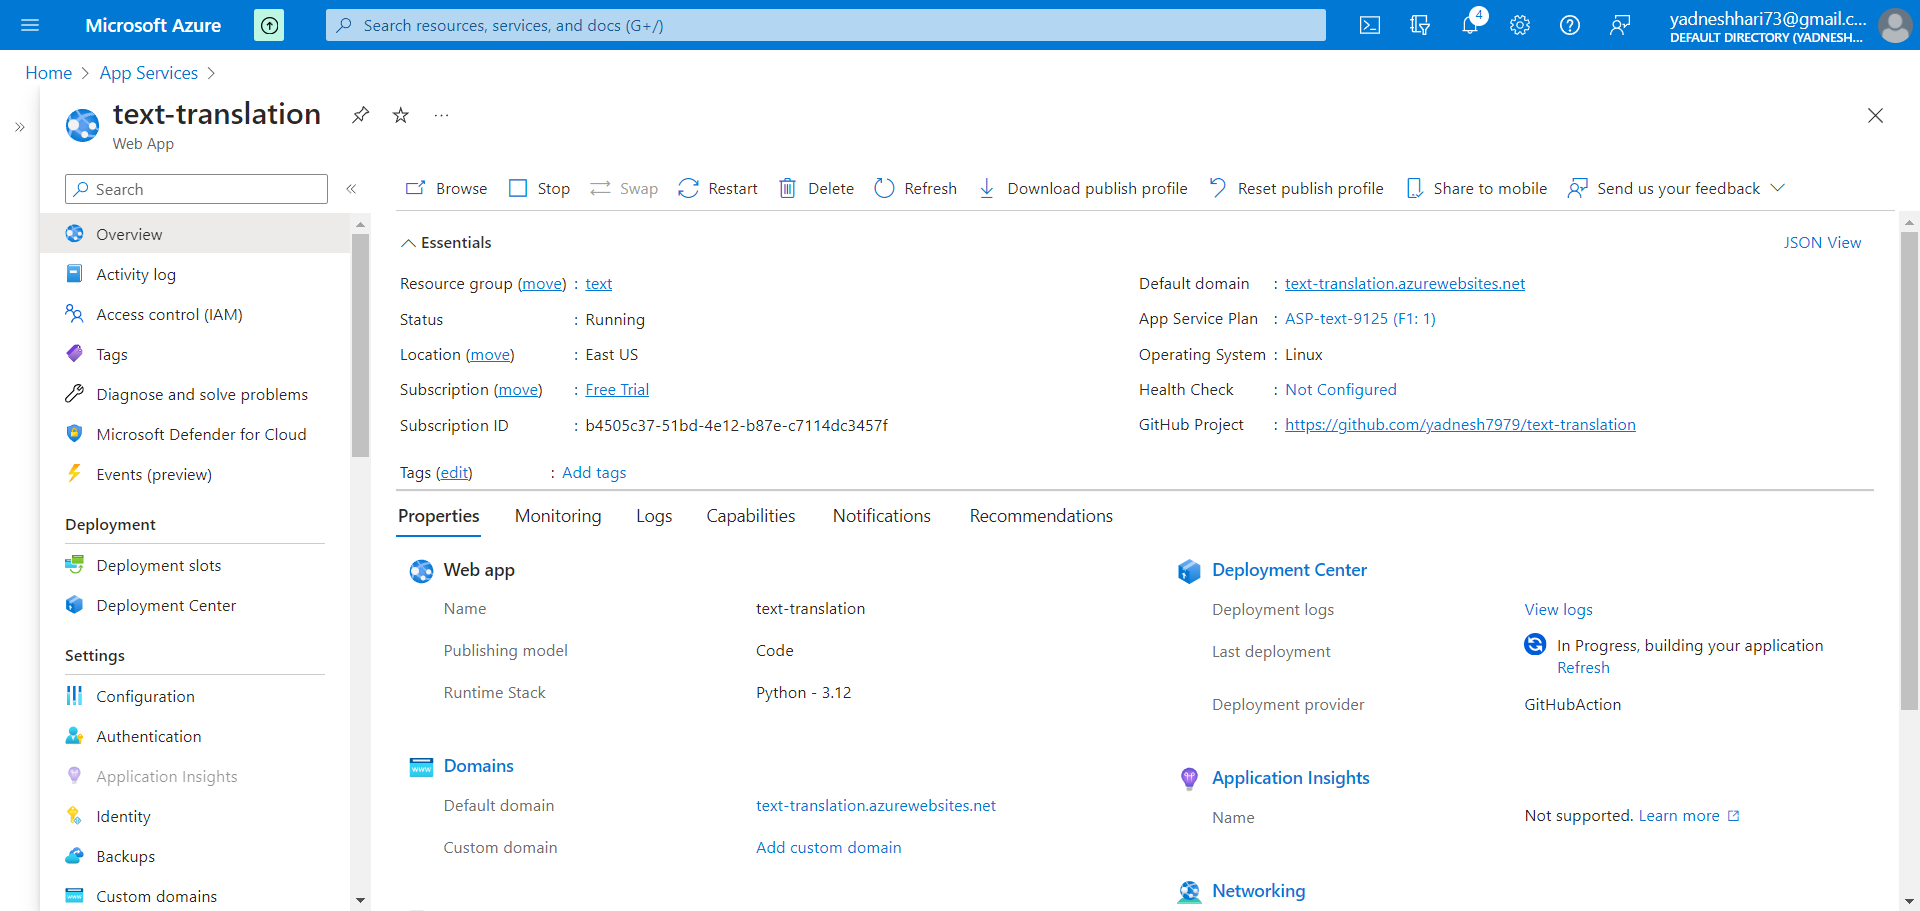 Microsoft Azure
Search resources, services, and docs (G+/)
4
yadneshhari73@gmail.c...
DEFAULT DIRECTORY (YADNESH...
Home > App Services >
text-translation
Web App
Search
Browse Stop Swap Restart Delete Refresh Download publish profile Reset publish profile Share to mobile Send us your feedback
Overview
Activity log
Access control (IAM)
Tags
Diagnose and solve problems
Microsoft Defender for Cloud
Events (preview)
Deployment
Deployment slots
Deployment Center
Settings
Configuration
Authentication
Application Insights
Identity
Backups
Custom domains
Essentials
JSON View
Resource group (move) : text
Status : Running
Location (move) : East US
Subscription (move) : Free Trial
Subscription ID : b4505c37-51bd-4e12-b87e-c7114dc3457f
Default domain : text-translation.azurewebsites.net
App Service Plan : ASP-text-9125 (F1: 1)
Operating System : Linux
Health Check : Not Configured
GitHub Project : https://github.com/yadnesh7979/text-translation
Tags (edit) : Add tags
Properties Monitoring Logs Capabilities Notifications Recommendations
Web app
Name text-translation
Publishing model Code
Runtime Stack Python - 3.12
Domains
www
Default domain text-translation.azurewebsites.net
Custom domain Add custom domain
Deployment Center
Deployment logs View logs
Last deployment In Progress, building your application
Refresh
Deployment provider GitHubAction
Application Insights
Name Not supported. Learn more
Networking